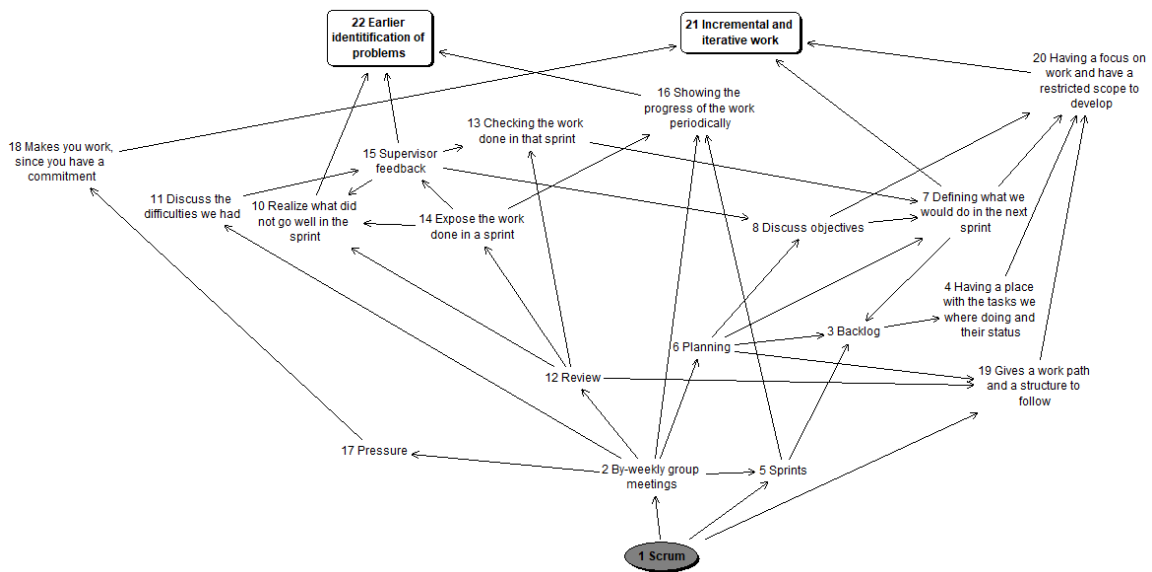 22 Earlier
identitification of
problems
21 Incremental and
iterative work
20 Having a focus on
work and have a
restricted scope to
develop
16 Showing the
progress of the work
periodically
13 Checking the work
done in that sprint
18 Makes you work,
since you have a
commitment
15 Supervisor
feedback
11 Discuss the
difficulties we had
10 Realize what did
not go well in the
sprint
14 Expose the work
done in a sprint
8 Discuss objectives
7 Defining what we
would do in the next
sprint
4 Having a place
with the tasks we
where doing and
their status
3 Backlog
6 Planning
12 Review
19 Gives a work path
and a structure to
follow
17 Pressure
2 By-weekly group
meetings
5 Sprints
1 Scrum